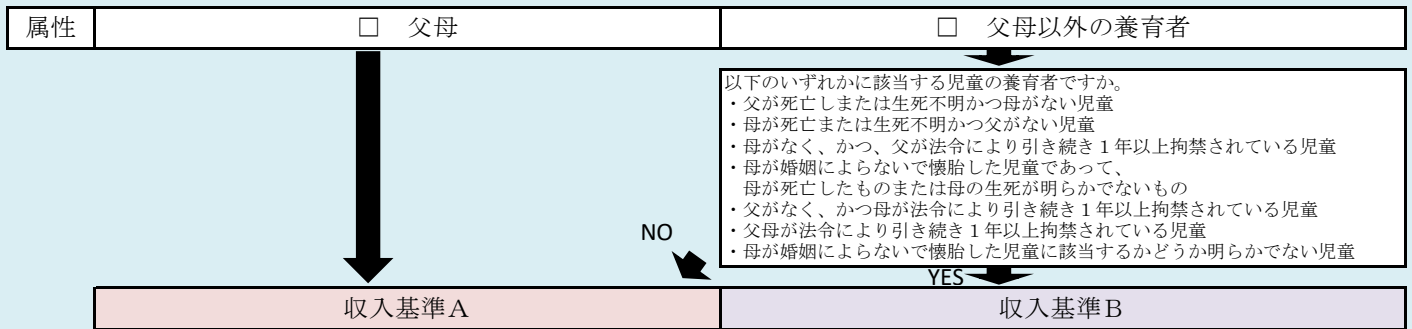 属性
□ 父母
□ 父母以外の養育者
以下のいずれかに該当する児童の養育者ですか。
・父が死亡しまたは生死不明かつ母がない児童
・母が死亡または生死不明かつ父がない児童
・母がなく、かつ、父が法令により引き続き１年以上拘禁されている児童
・母が婚姻によらないで懐胎した児童であって、
母が死亡したものまたは母の生死が明らかでないもの
・父がなく、かつ母が法令により引き続き１年以上拘禁されている児童
・父母が法令により引き続き１年以上拘禁されている児童
・母が婚姻によらないで懐胎した児童に該当するかどうか明らかでない児童
NO
YES
収入基準Ａ
収入基準Ｂ